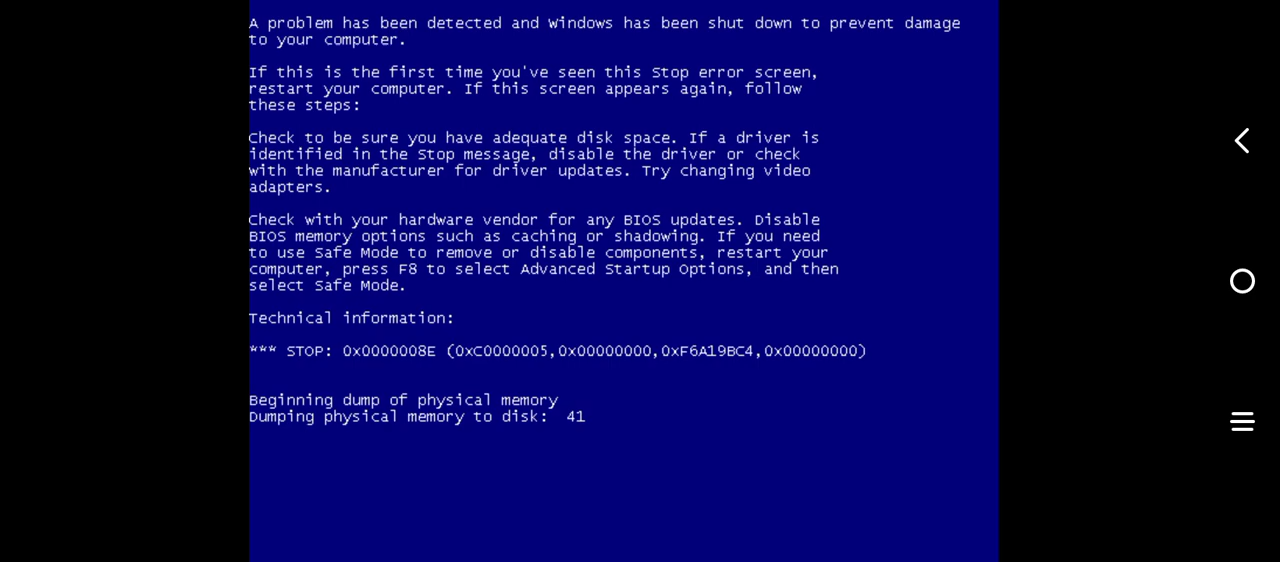 A problem has been detected and Windows has been shut down to prevent damage
to your computer.
If this is the first time you've seen this Stop error screen,
restart your computer. If this screen appears again, follow
these steps:
Check to be sure you have adequate disk space. If a driver is
identified in the Stop message, disable the driver or check
with the manufacturer for driver updates. Try changing video
adapters.
Check with your hardware vendor for any BIOS updates. Disable
BIOS memory options such as caching or shadowing. If you need
to use Safe Mode to remove or disable components, restart your
computer, press F8 to select Advanced Startup Options, and then
select Safe Mode.
Technical information:
*** STOP: 0x0000008E (0xC0000005,0x00000000,0xF6A19BC4,0x00000000)
Beginning dump of physical memory
Dumping physical memory to disk:  41